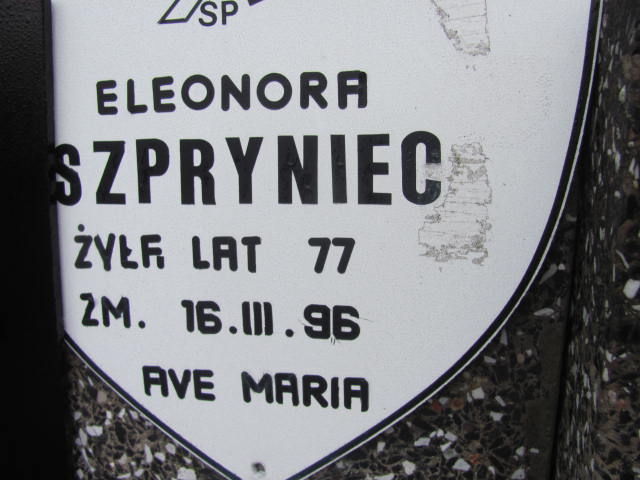 SP
ELEONORA
SZPRYNIEC
ŻYŁA LAT 77
ZM. 16.III.96
AVE MARIA